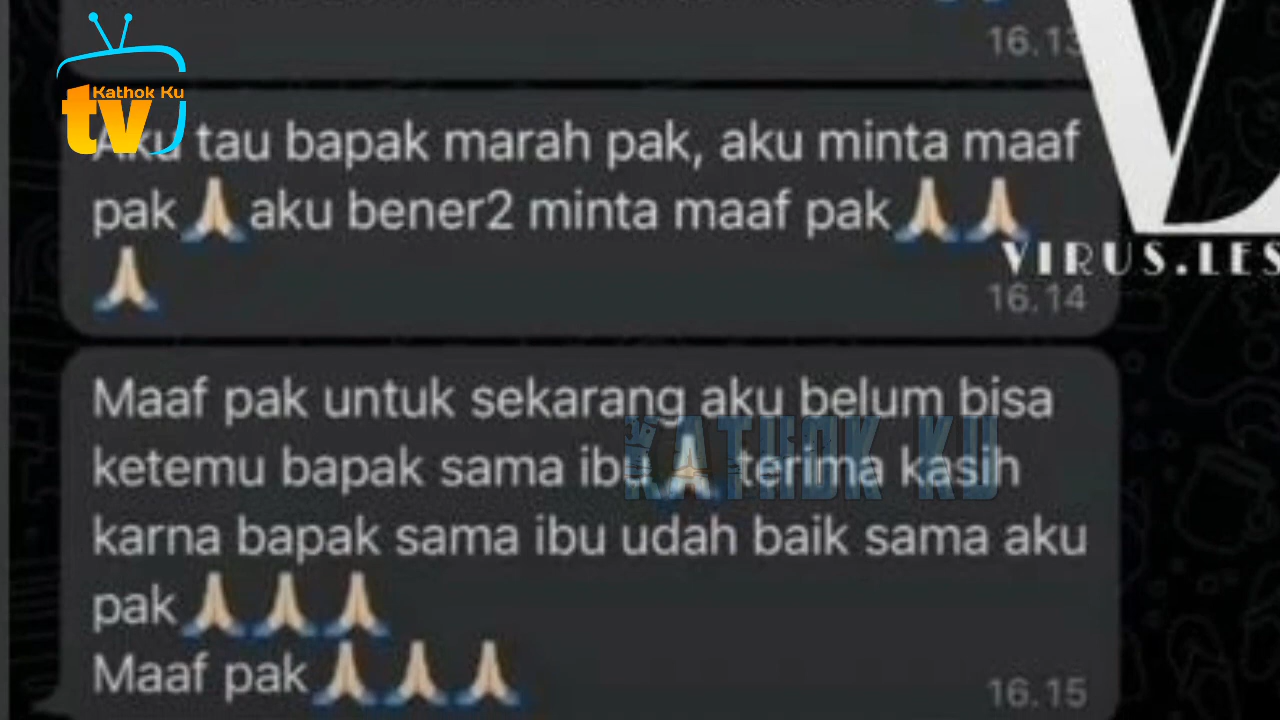 16.13
Kathok Ku
tv
Aku tau bapak marah pak, aku minta maaf
pak🙏🏼aku bener2 minta maaf pak🙏🏼🙏🏼
🙏🏼
VIRUS.LES
16.14
Maaf pak untuk sekarang aku belum bisa
ketemu bapak sama ibu🙏🏼 terima kasih
KATHOK KU
karna bapak sama ibu udah baik sama aku
pak🙏🏼🙏🏼🙏🏼
Maaf pak🙏🏼🙏🏼🙏🏼
16.15